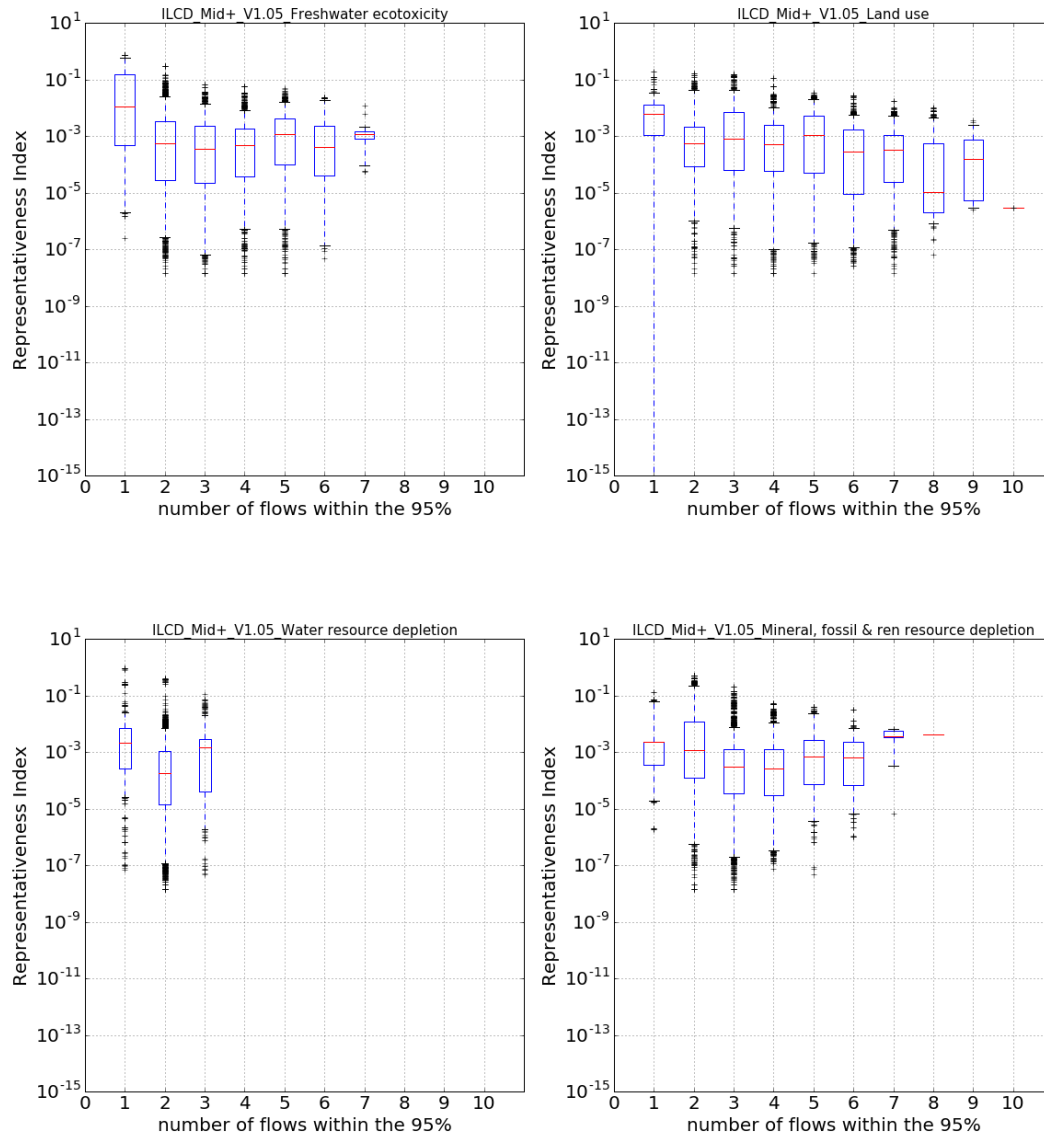 ILCD_Mid+_V1.05_Freshwater ecotoxicity
Representativeness Index
10^1
10^-1
10^-3
10^-5
10^-7
10^-9
10^-11
10^-13
10^-15
0 1 2 3 4 5 6 7 8 9 10
number of flows within the 95%
ILCD_Mid+_V1.05_Land use
Representativeness Index
10^1
10^-1
10^-3
10^-5
10^-7
10^-9
10^-11
10^-13
10^-15
0 1 2 3 4 5 6 7 8 9 10
number of flows within the 95%
ILCD_Mid+_V1.05_Water resource depletion
Representativeness Index
10^1
10^-1
10^-3
10^-5
10^-7
10^-9
10^-11
10^-13
10^-15
0 1 2 3 4 5 6 7 8 9 10
number of flows within the 95%
ILCD_Mid+_V1.05_Mineral, fossil & ren resource depletion
Representativeness Index
10^1
10^-1
10^-3
10^-5
10^-7
10^-9
10^-11
10^-13
10^-15
0 1 2 3 4 5 6 7 8 9 10
number of flows within the 95%